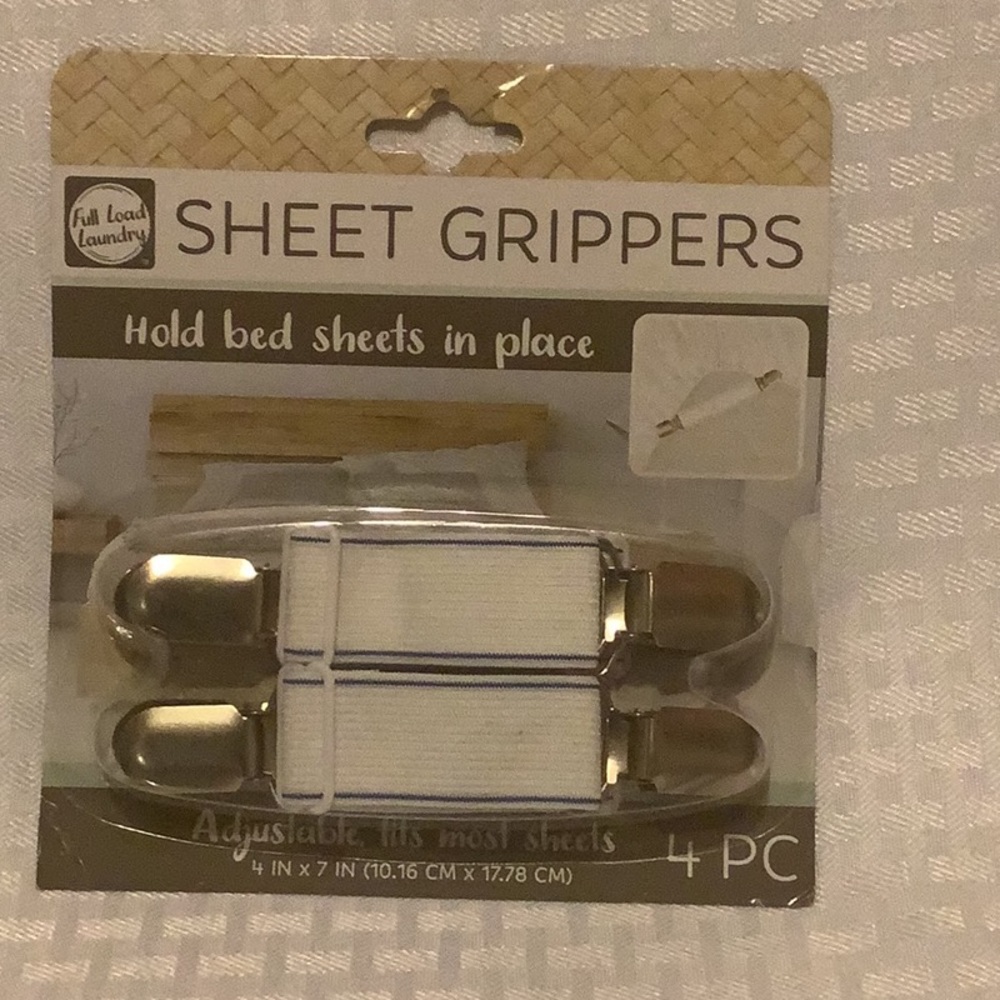 Full Load
Laundry
SHEET GRIPPERS
Hold bed sheets in place
Adjustable, fits most sheets
4 IN x 7 IN (10.16 CM x 17.78 CM)
4 PC